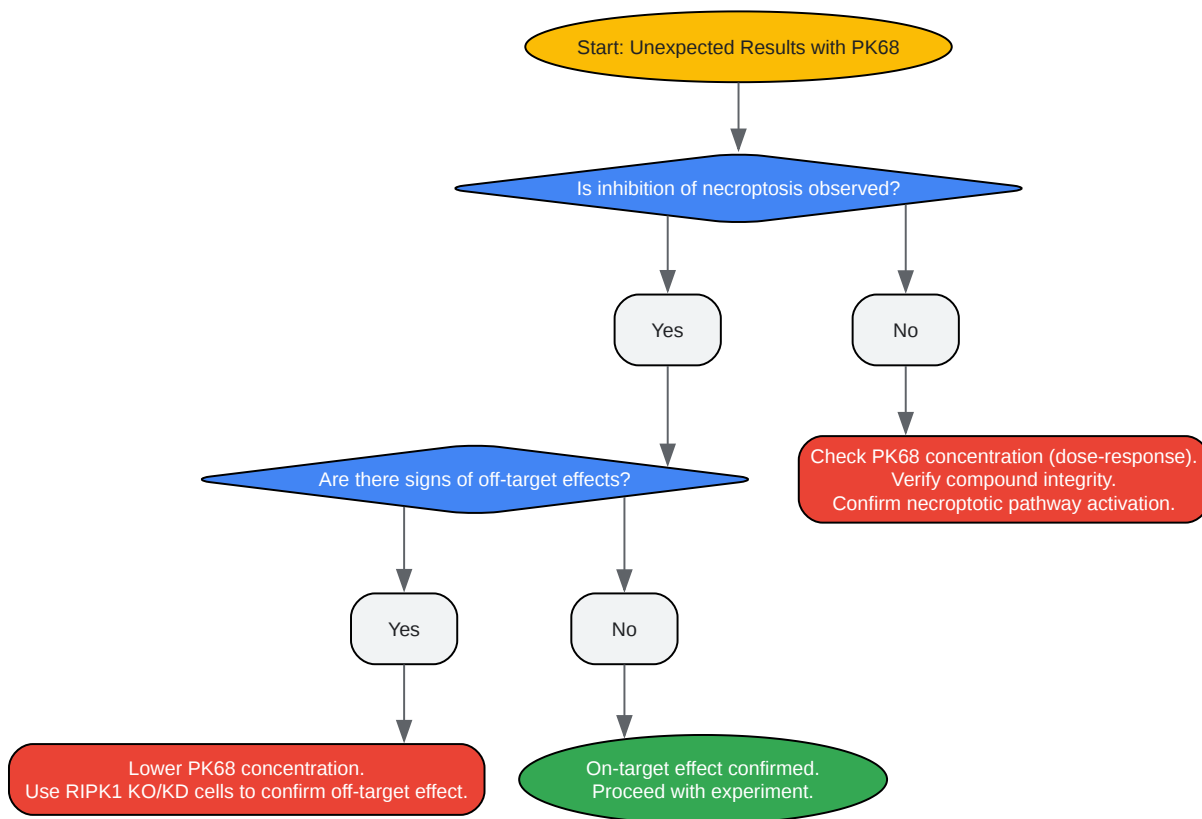 Start: Unexpected Results with PK68
Is inhibition of necroptosis observed?
Yes
No
Check PK68 concentration (dose-response).
Verify compound integrity.
Confirm necroptotic pathway activation.
Are there signs of off-target effects?
Yes
No
Lower PK68 concentration.
Use RIPK1 KO/KD cells to confirm off-target effect.
On-target effect confirmed.
Proceed with experiment.